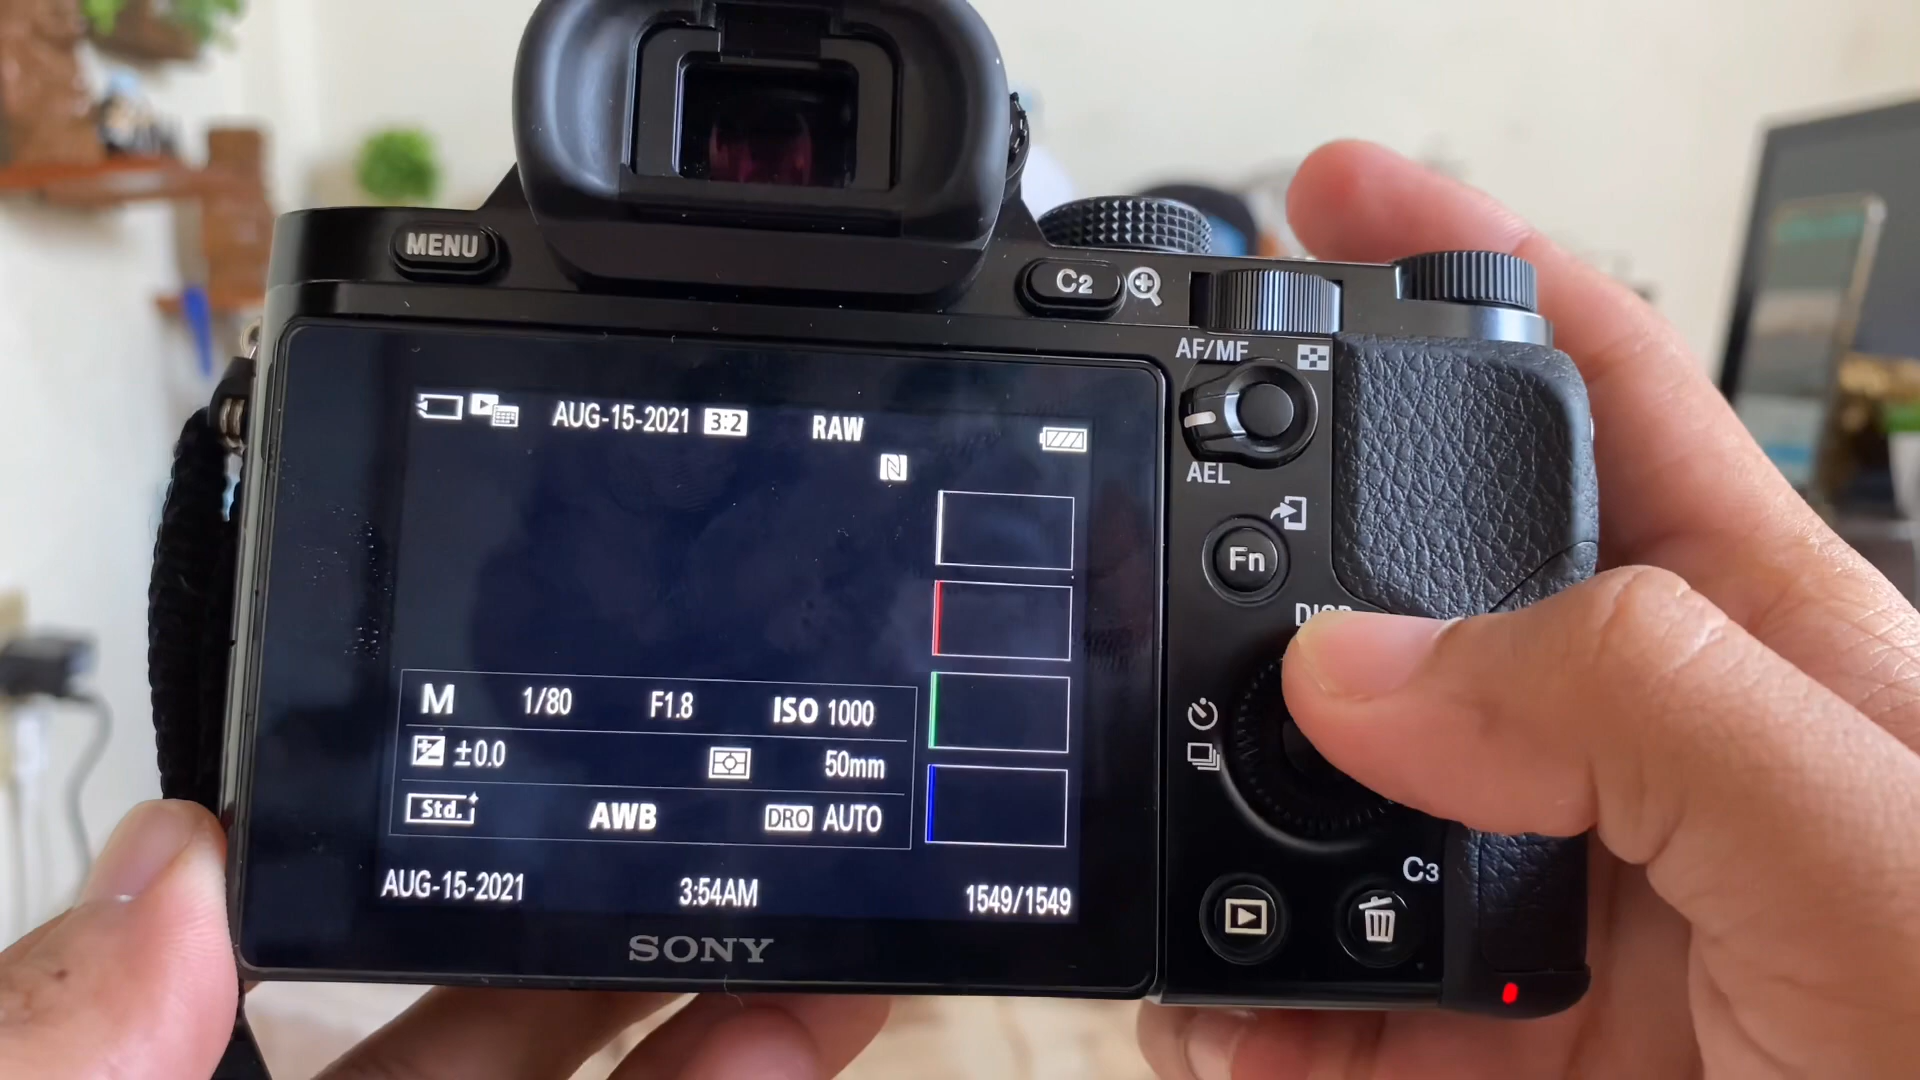 MENU
C2
AF/MF
AEL
Fn
DISP
C3
AUG-15-2021 3:2 RAW
N
M 1/80 F1.8 ISO 1000
±0.0 50mm
Std.+ AWB DRO AUTO
AUG-15-2021 3:54AM 1549/1549
SONY